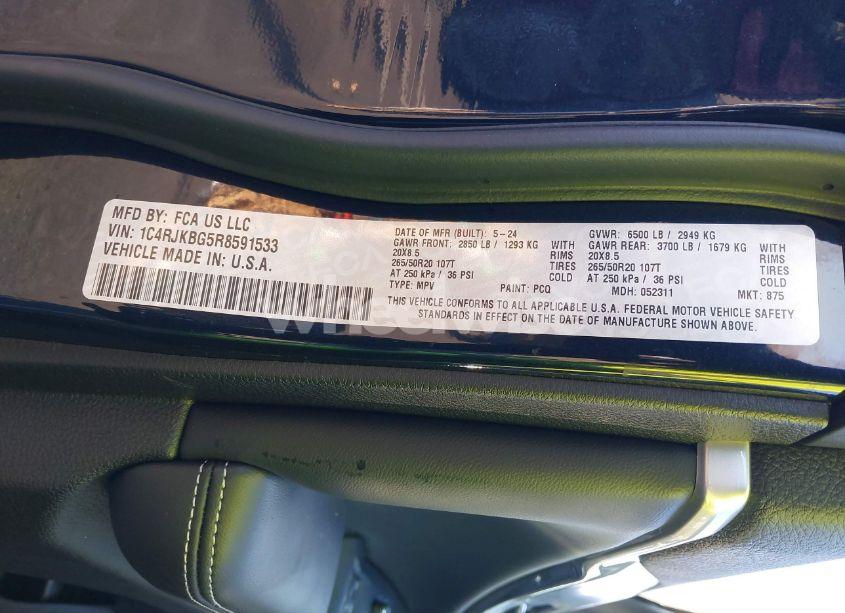 MFD BY: FCA US LLC
VIN: 1C4RJKBG5R8591533
VEHICLE MADE IN: U.S.A.
DATE OF MFR (BUILT): 5-24 GVWR: 6500 LB / 2949 KG
GAWR FRONT: 2850 LB / 1293 KG WITH GAWR REAR: 3700 LB / 1679 KG WITH
20X8.5 RIMS 20X8.5 RIMS
265/50R20 107T TIRES 265/50R20 107T TIRES
AT 250 kPa / 36 PSI COLD AT 250 kPa / 36 PSI COLD
TYPE: MPV PAINT: PCQ MDH: 052311 MKT: 875
THIS VEHICLE CONFORMS TO ALL APPLICABLE U.S.A. FEDERAL MOTOR VEHICLE SAFETY
STANDARDS IN EFFECT ON THE DATE OF MANUFACTURE SHOWN ABOVE.